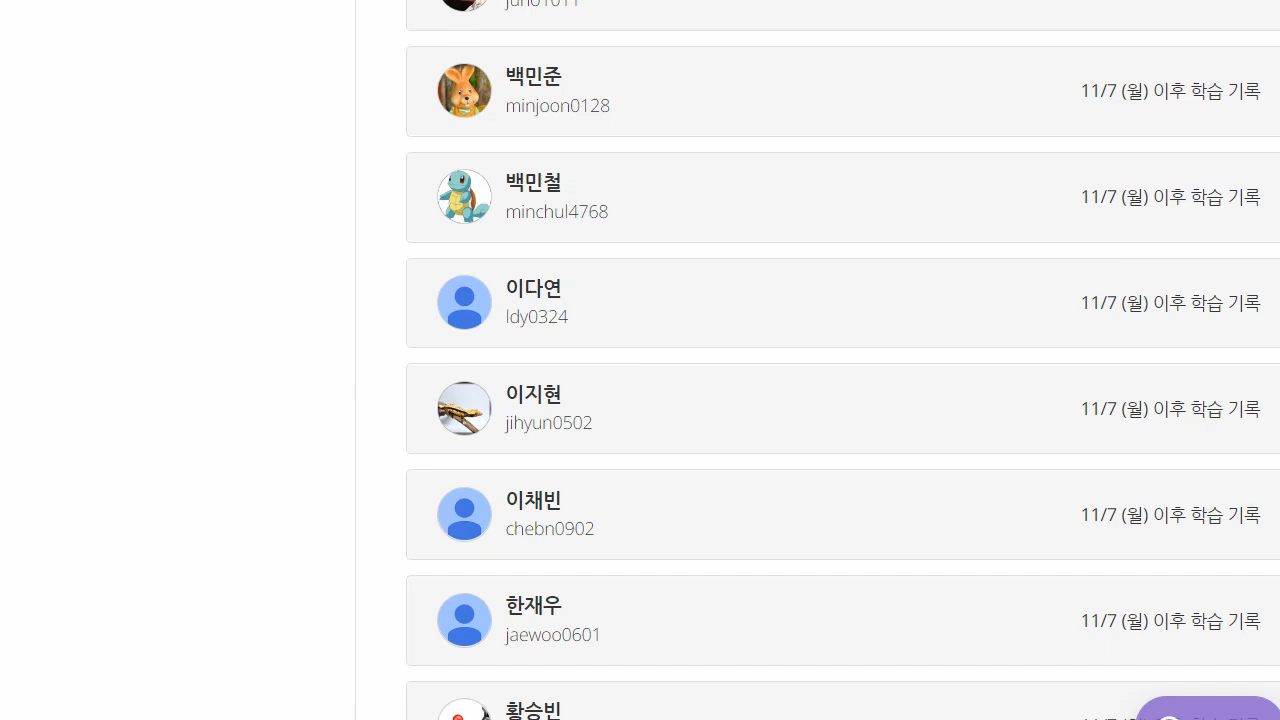 juho1011
백민준
minjoon0128
11/7 (월) 이후 학습 기록
백민철
minchul4768
11/7 (월) 이후 학습 기록
이다연
ldy0324
11/7 (월) 이후 학습 기록
이지현
jihyun0502
11/7 (월) 이후 학습 기록
이채빈
chebn0902
11/7 (월) 이후 학습 기록
한재우
jaewoo0601
11/7 (월) 이후 학습 기록
황승빈